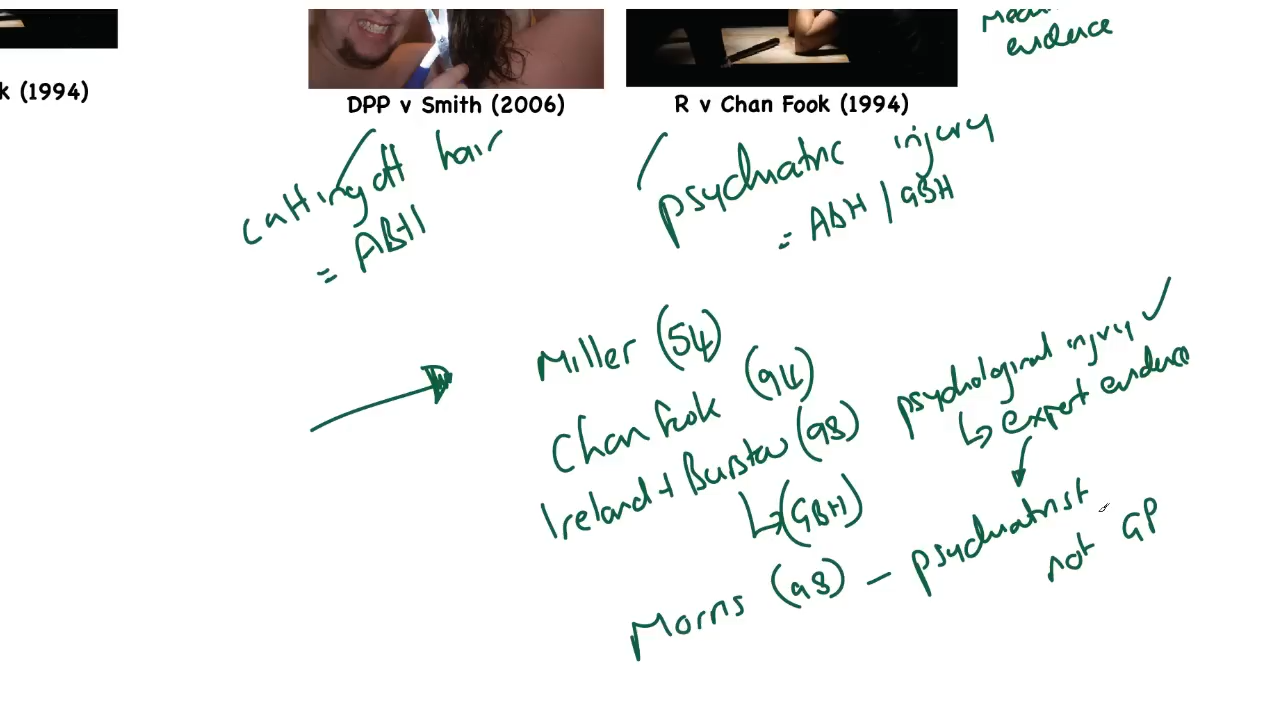 evidence
k (1994)
DPP v Smith (2006)
R v Chan Fook (1994)
cutting off hair
= ABH
psychiatric injury
= ABH / GBH
Miller (54)
Chan Fook (94)
Ireland + Burstow (98)
↳ (GBH)
Morris (98) – psychiatrist
not GP
psychological injury ✓
↳ expert evidence